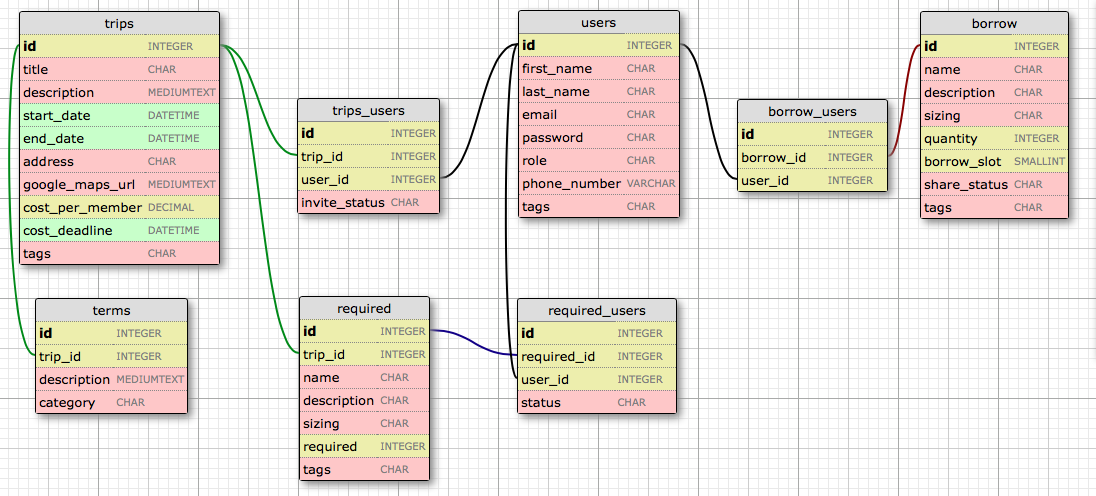 trips
id INTEGER
title CHAR
description MEDIUMTEXT
start_date DATETIME
end_date DATETIME
address CHAR
google_maps_url MEDIUMTEXT
cost_per_member DECIMAL
cost_deadline DATETIME
tags CHAR
trips_users
id INTEGER
trip_id INTEGER
user_id INTEGER
invite_status CHAR
users
id INTEGER
first_name CHAR
last_name CHAR
email CHAR
password CHAR
role CHAR
phone_number VARCHAR
tags CHAR
borrow_users
id INTEGER
borrow_id INTEGER
user_id INTEGER
borrow
id INTEGER
name CHAR
description CHAR
sizing CHAR
quantity INTEGER
borrow_slot SMALLINT
share_status CHAR
tags CHAR
terms
id INTEGER
trip_id INTEGER
description MEDIUMTEXT
category CHAR
required
id INTEGER
trip_id INTEGER
name CHAR
description CHAR
sizing CHAR
required INTEGER
tags CHAR
required_users
id INTEGER
required_id INTEGER
user_id INTEGER
status CHAR